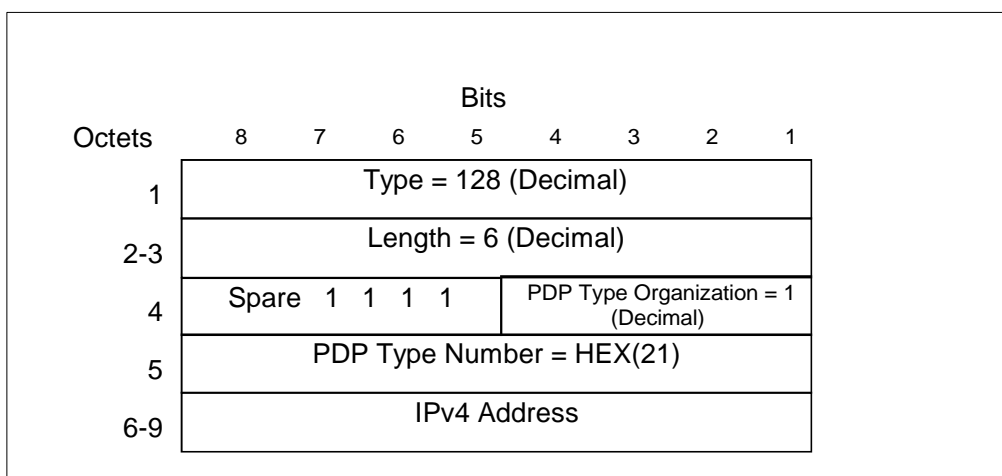 Bits
Octets 8 7 6 5 4 3 2 1
1 Type = 128 (Decimal)
2-3 Length = 6 (Decimal)
4 Spare 1 1 1 1 PDP Type Organization = 1
(Decimal)
5 PDP Type Number = HEX(21)
6-9 IPv4 Address